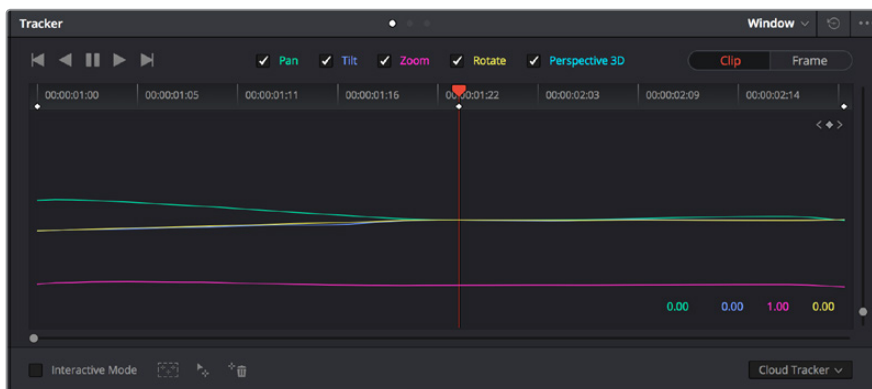 Tracker Window
Pan Tilt Zoom Rotate Perspective 3D Clip Frame
00:00:01:00 00:00:01:05 00:00:01:11 00:00:01:16 00:00:01:22 00:00:02:03 00:00:02:09 00:00:02:14
0.00 0.00 1.00 0.00
Interactive Mode Cloud Tracker